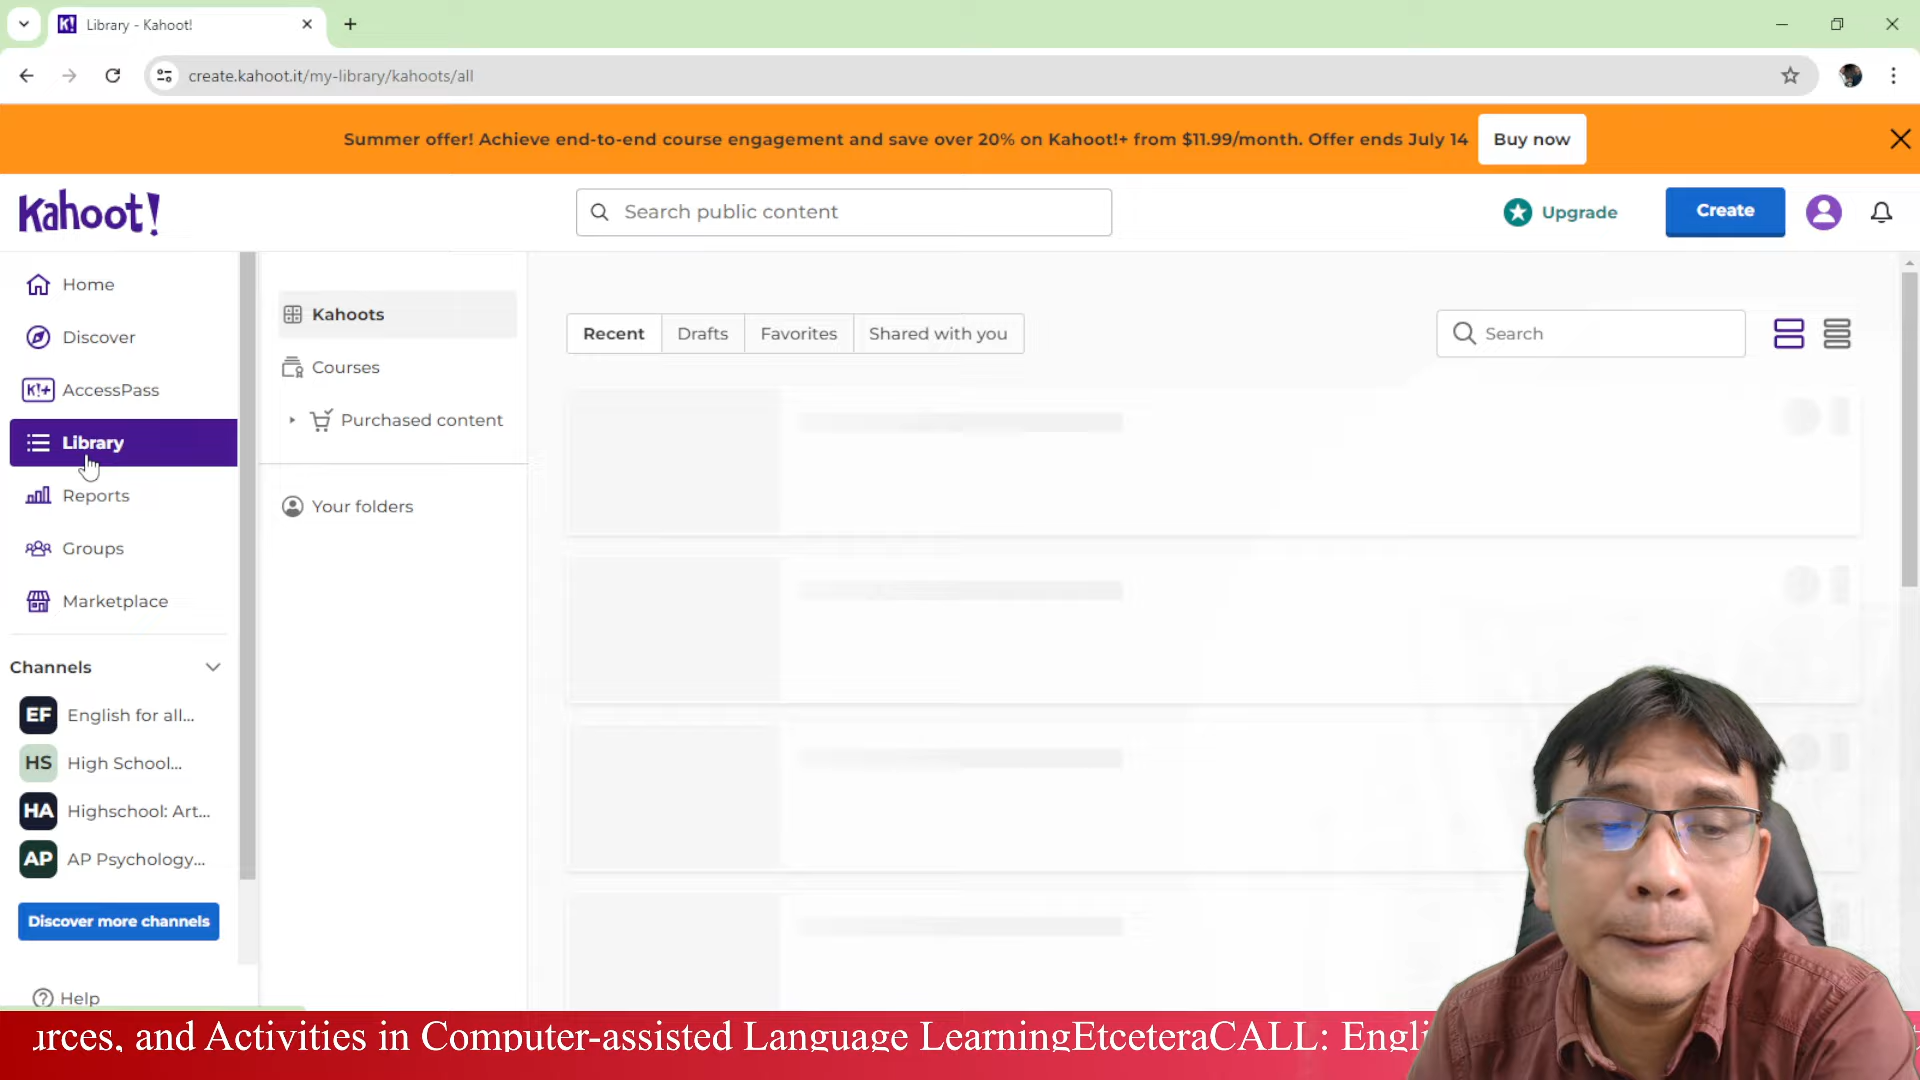 Library - Kahoot!
create.kahoot.it/my-library/kahoots/all
Summer offer! Achieve end-to-end course engagement and save over 20% on Kahoot!+ from $11.99/month. Offer ends July 14
Buy now
Kahoot!
Search public content
Upgrade
Create
Home
Discover
K!+ AccessPass
Library
Reports
Groups
Marketplace
Channels
EF English for all...
HS High School...
HA Highschool: Art...
AP AP Psychology...
Discover more channels
Help
Kahoots
Courses
Purchased content
Your folders
Recent
Drafts
Favorites
Shared with you
Search
urces, and Activities in Computer-assisted Language LearningEtceteraCALL: Engli